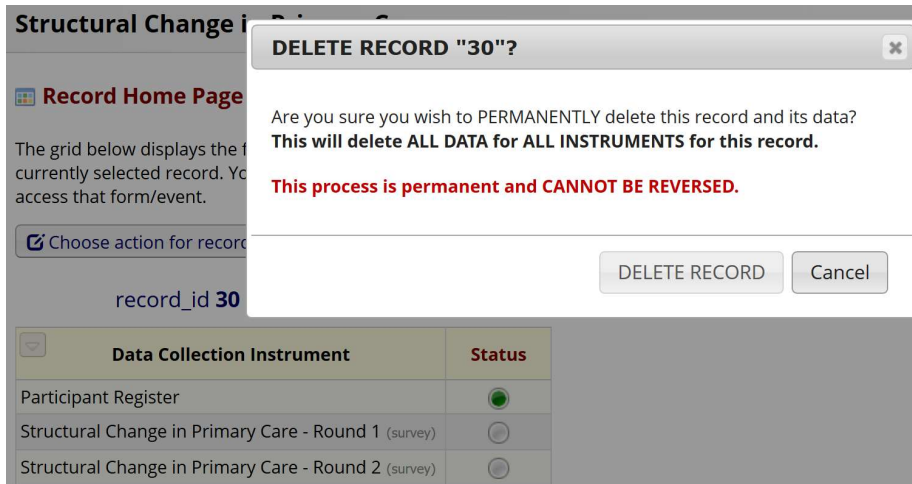 Structural Change i
DELETE RECORD "30"?
Record Home Page
Are you sure you wish to PERMANENTLY delete this record and its data?
This will delete ALL DATA for ALL INSTRUMENTS for this record.
The grid below displays the f
currently selected record. Yo
access that form/event.
This process is permanent and CANNOT BE REVERSED.
Choose action for record
DELETE RECORD
Cancel
record_id 30
Data Collection Instrument Status
Participant Register
Structural Change in Primary Care - Round 1 (survey)
Structural Change in Primary Care - Round 2 (survey)